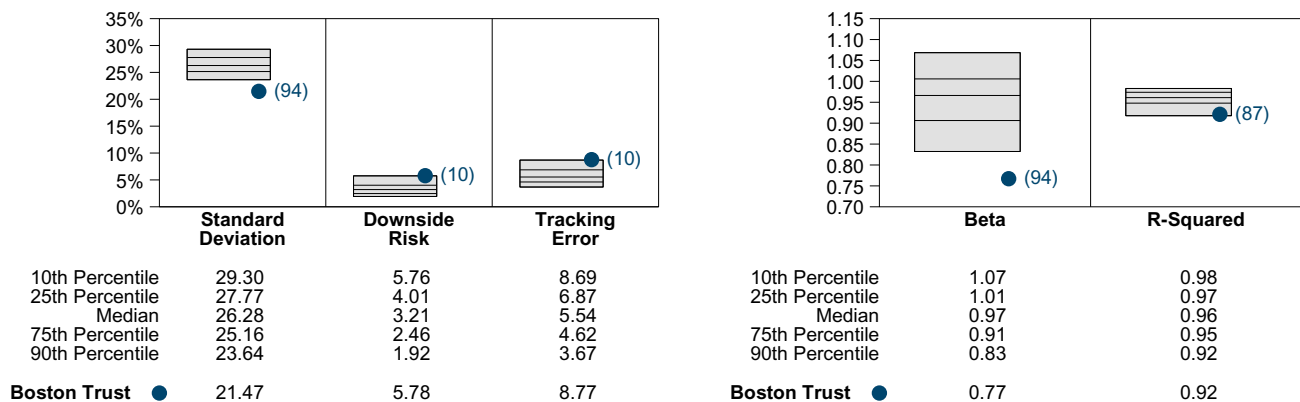 35%
30%
25%
20%
15%
10%
5%
0%
(94)
(10)
(10)
Standard Deviation
Downside Risk
Tracking Error
10th Percentile 29.30 5.76 8.69
25th Percentile 27.77 4.01 6.87
Median 26.28 3.21 5.54
75th Percentile 25.16 2.46 4.62
90th Percentile 23.64 1.92 3.67
Boston Trust 21.47 5.78 8.77
1.15
1.10
1.05
1.00
0.95
0.90
0.85
0.80
0.75
0.70
(94)
(87)
Beta
R-Squared
10th Percentile 1.07 0.98
25th Percentile 1.01 0.97
Median 0.97 0.96
75th Percentile 0.91 0.95
90th Percentile 0.83 0.92
Boston Trust 0.77 0.92